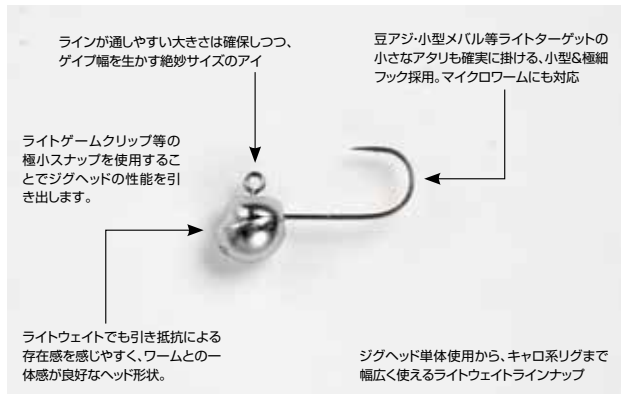 ラインが通しやすい大きさは確保しつつ、
ゲイプ幅を生かす絶妙サイズのアイ
豆アジ・小型メバル等ライトターゲットの
小さなアタリも確実に掛ける、小型&極細
フック採用。マイクロワームにも対応
ライトゲームクリップ等の
極小スナップを使用するこ
とでジグヘッドの性能を引
き出します。
ライトウェイトでも引き抵抗による
存在感を感じやすく、ワームとの一
体感が良好なヘッド形状。
ジグヘッド単体使用から、キャロ系リグまで
幅広く使えるライトウェイトラインナップ